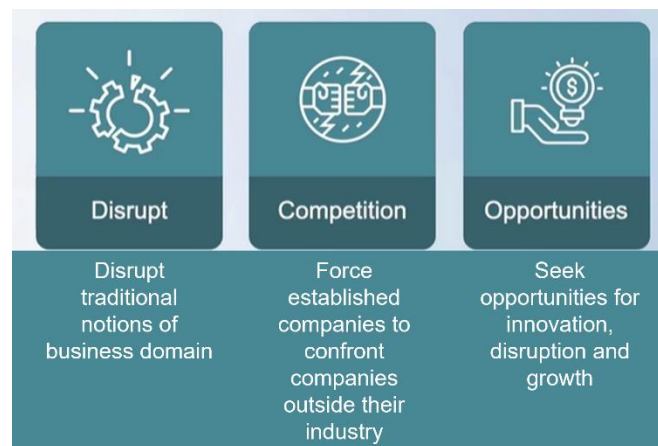 Disrupt
Competition
Opportunities
Disrupt
traditional
notions of
business domain
Force
established
companies to
confront
companies
outside their
industry
Seek
opportunities for
innovation,
disruption and
growth
$